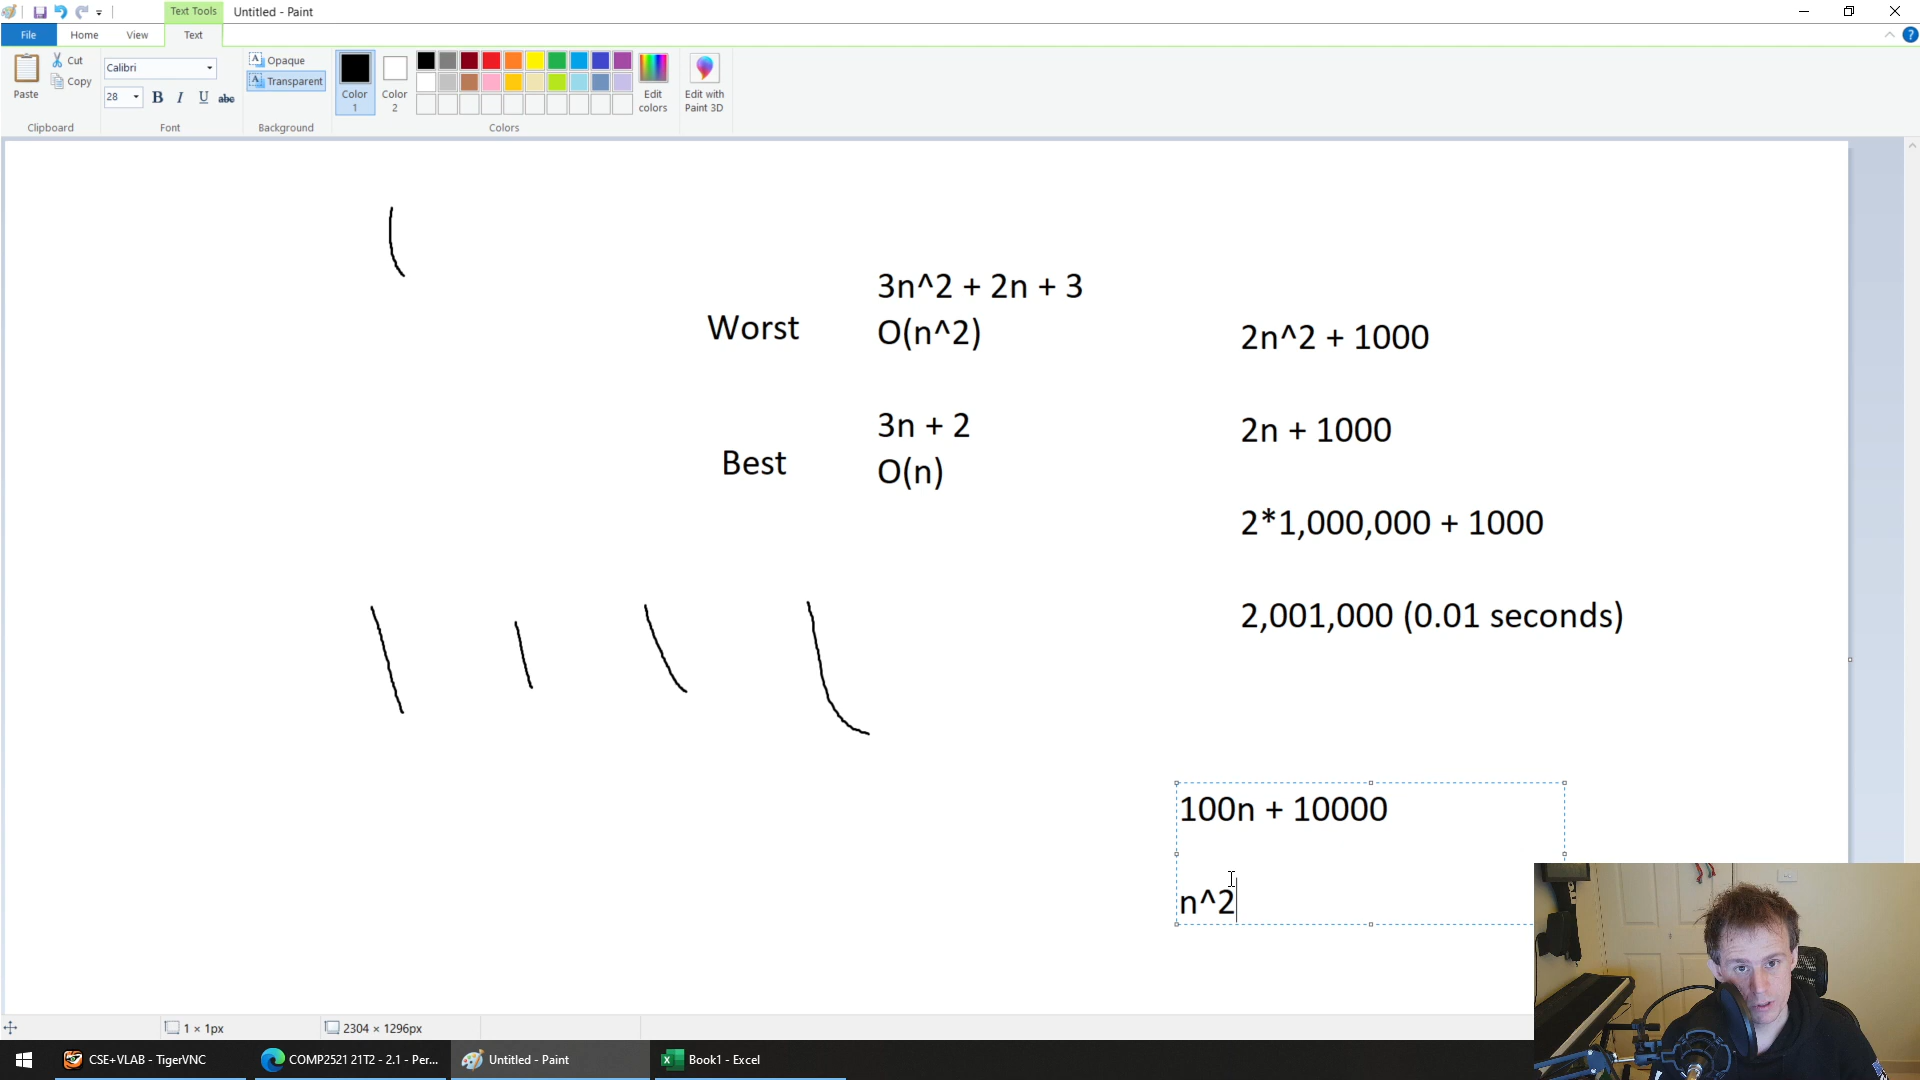 Text Tools
Untitled - Paint
File
Home
View
Text
Paste
Cut
Copy
Clipboard
Calibri
28
B I U abc
Font
Opaque
Transparent
Background
Color 1
Color 2
Colors
Edit colors
Edit with Paint 3D
3n^2 + 2n + 3
Worst
O(n^2)
2n^2 + 1000
3n + 2
2n + 1000
Best
O(n)
2*1,000,000 + 1000
2,001,000 (0.01 seconds)
100n + 10000
n^2
1 × 1px
2304 × 1296px
CSE+VLAB - TigerVNC
COMP2521 21T2 - 2.1 - Per...
Untitled - Paint
Book1 - Excel